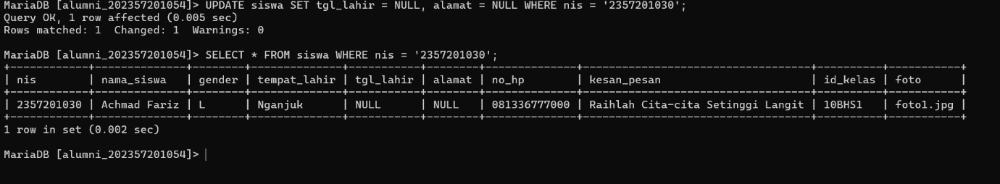 MariaDB [alumni_202357201054]> UPDATE siswa SET tgl_lahir = NULL, alamat = NULL WHERE nis = '2357201030';
Query OK, 1 row affected (0.005 sec)
Rows matched: 1  Changed: 1  Warnings: 0
MariaDB [alumni_202357201054]> SELECT * FROM siswa WHERE nis = '2357201030';
+------------+-------------+--------+--------------+-----------+--------+--------------+---------------------------------+----------+-----------+
| nis        | nama_siswa  | gender | tempat_lahir | tgl_lahir | alamat | no_hp        | kesan_pesan                     | id_kelas | foto      |
+------------+-------------+--------+--------------+-----------+--------+--------------+---------------------------------+----------+-----------+
| 2357201030 | Achmad Fariz | L      | Nganjuk      | NULL      | NULL   | 081336777000 | Raihlah Cita-cita Setinggi Langit | 10BHS1   | foto1.jpg |
+------------+-------------+--------+--------------+-----------+--------+--------------+---------------------------------+----------+-----------+
1 row in set (0.002 sec)
MariaDB [alumni_202357201054]>